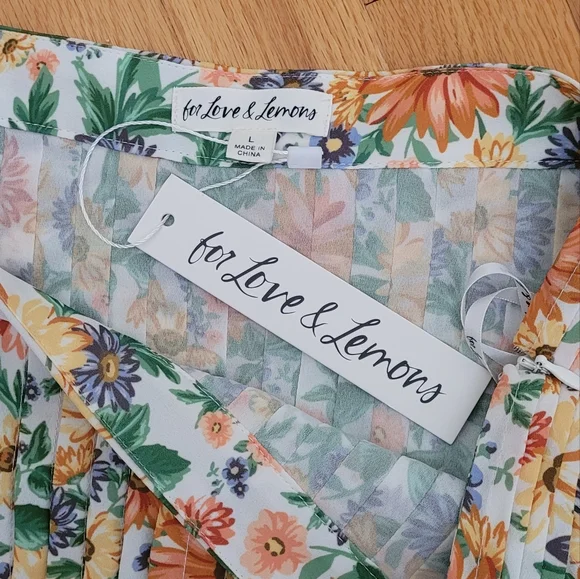 for Love & Lemons
L
MADE IN
CHINA
for Love & Lemons